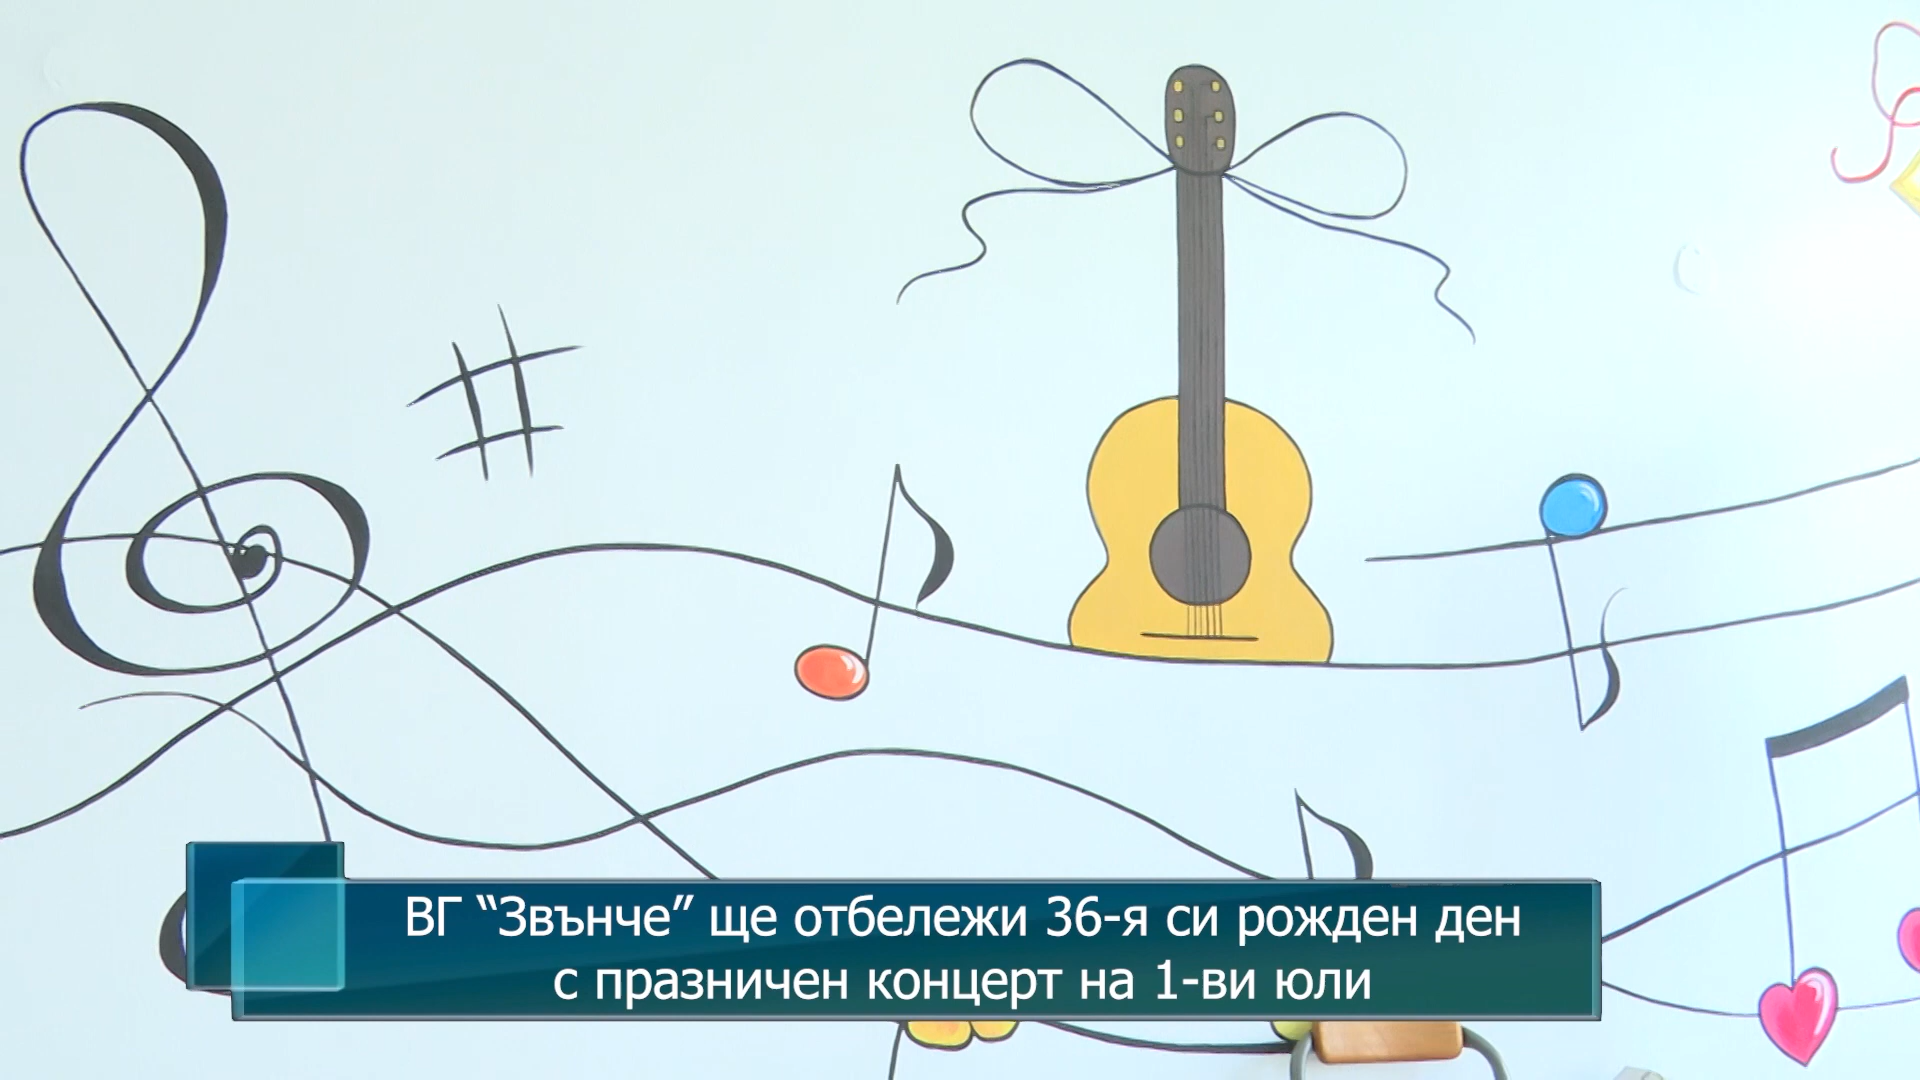 ВГ “Звънче” ще отбележи 36-я си рожден ден
с празничен концерт на 1-ви юли